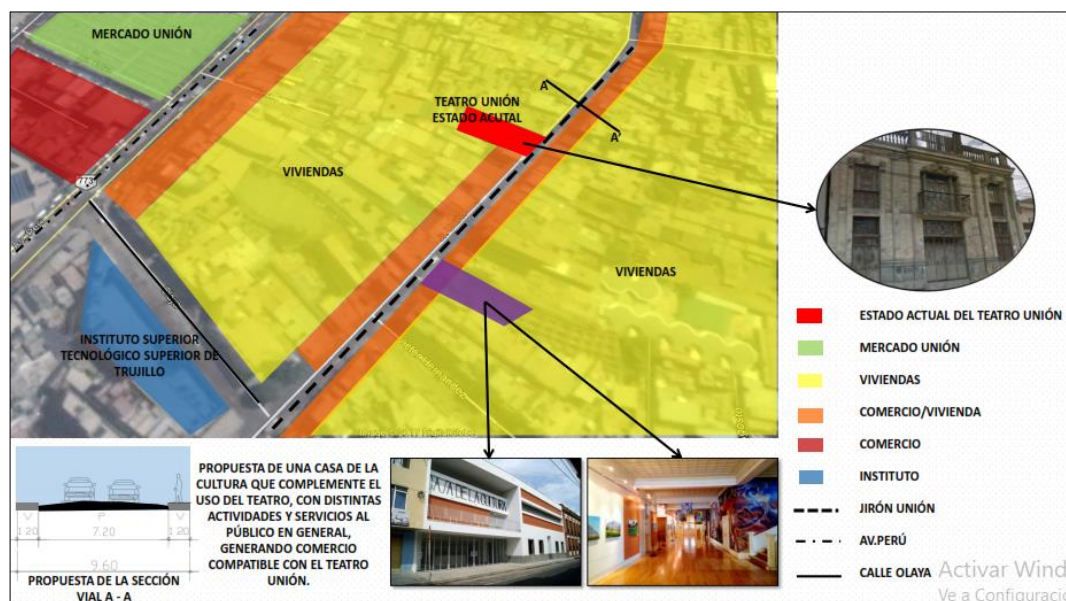 MERCADO UNIÓN
TEATRO UNIÓN
ESTADO ACUTAL
A
A'
VIVIENDAS
773
VIVIENDAS
INSTITUTO SUPERIOR
TECNOLÓGICO SUPERIOR DE
TRUJILLO
ESTADO ACTUAL DEL TEATRO UNIÓN
MERCADO UNIÓN
VIVIENDAS
COMERCIO/VIVIENDA
COMERCIO
INSTITUTO
JIRÓN UNIÓN
AV.PERÚ
CALLE OLAYA
V P V
1.20 7.20 1.20
9.60
PROPUESTA DE LA SECCIÓN
VIAL A - A
PROPUESTA DE UNA CASA DE LA
CULTURA QUE COMPLEMENTE EL
USO DEL TEATRO, CON DISTINTAS
ACTIVIDADES Y SERVICIOS AL
PÚBLICO EN GENERAL,
GENERANDO COMERCIO
COMPATIBLE CON EL TEATRO
UNIÓN.
Activar Wind
Ve a Configuració